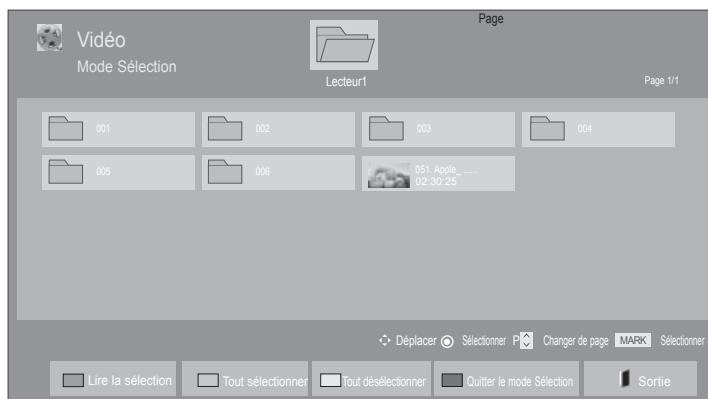 Page
Vidéo
Mode Sélection
Lecteur1
Page 1/1
001
002
003
004
005
006
051. Apple_ ......
02:30:25
Déplacer Sélectionner P Changer de page MARK Sélectionner
Lire la sélection
Tout sélectionner
Tout désélectionner
Quitter le mode Sélection
Sortie